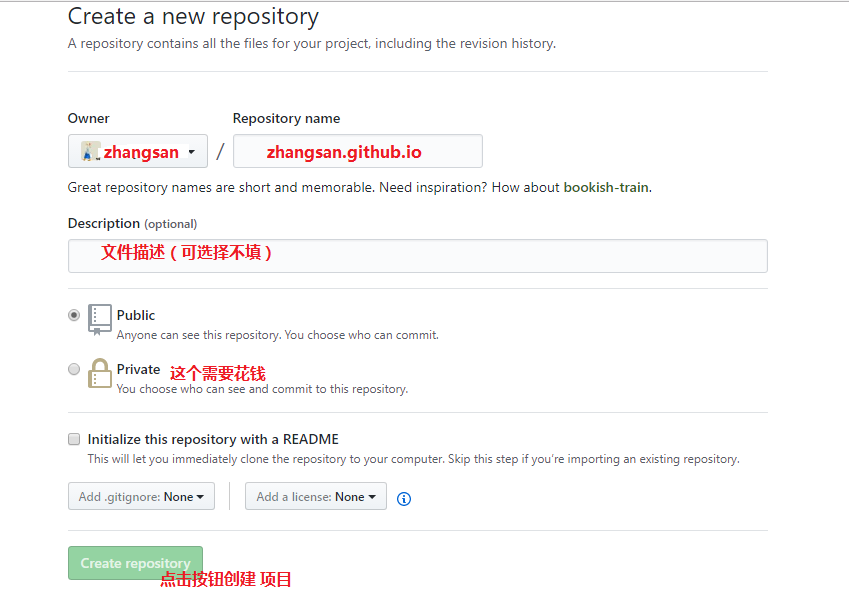 Create a new repository
A repository contains all the files for your project, including the revision history.
Owner
Repository name
zhangsan / zhangsan.github.io
Great repository names are short and memorable. Need inspiration? How about bookish-train.
Description (optional)
文件描述（可选择不填）
Public
Anyone can see this repository. You choose who can commit.
Private 这个需要花钱
You choose who can see and commit to this repository.
Initialize this repository with a README
This will let you immediately clone the repository to your computer. Skip this step if you're importing an existing repository.
Add .gitignore: None
Add a license: None
Create repository
点击按钮创建 项目